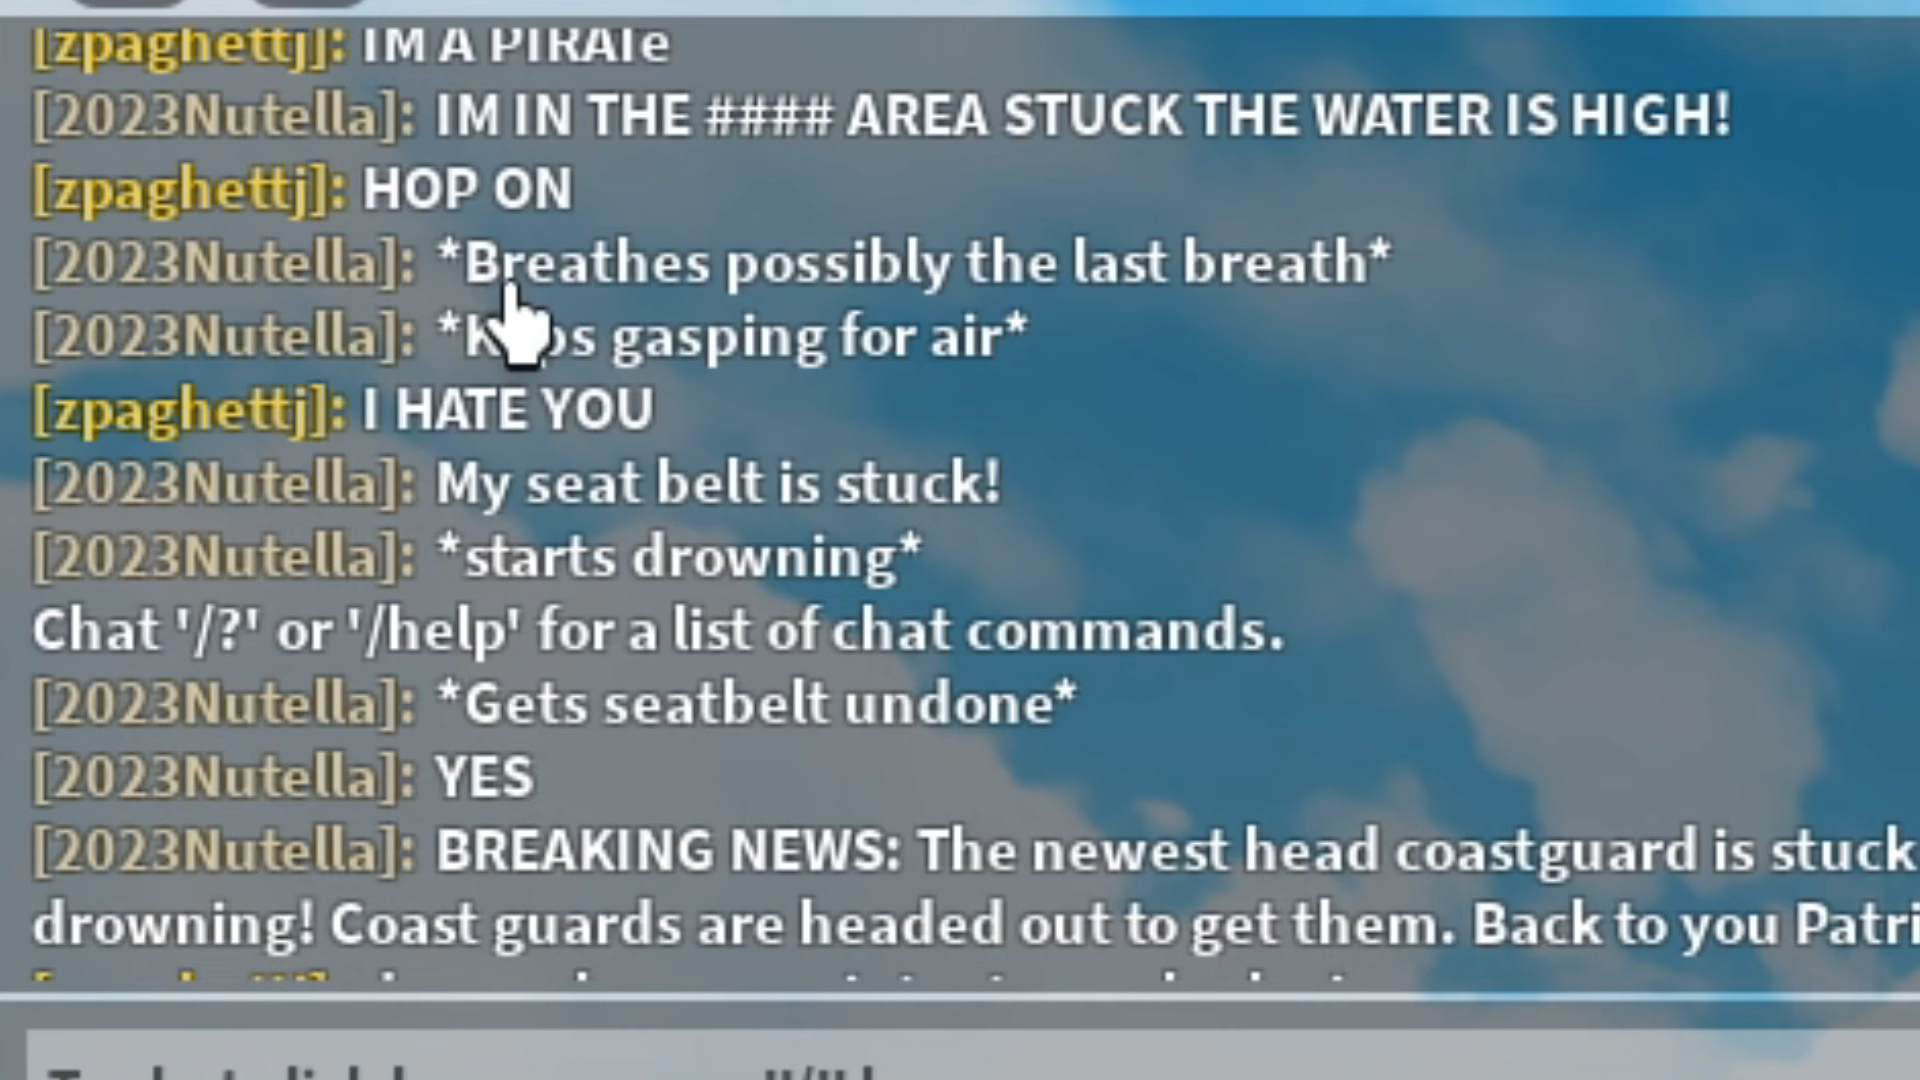 [zpaghettj]: IM A PIRATe
[2023Nutella]: IM IN THE #### AREA STUCK THE WATER IS HIGH!
[zpaghettj]: HOP ON
[2023Nutella]: *Breathes possibly the last breath*
[2023Nutella]: gasping for air*
[zpaghettj]: I HATE YOU
[2023Nutella]: My seat belt is stuck!
[2023Nutella]: *starts drowning*
Chat '/?' or '/help' for a list of chat commands.
[2023Nutella]: *Gets seatbelt undone*
[2023Nutella]: YES
[2023Nutella]: BREAKING NEWS: The newest head coastguard is stuck
drowning! Coast guards are headed out to get them. Back to you Patri